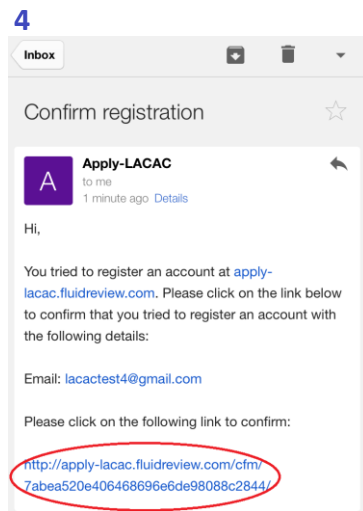 4
Inbox
Confirm registration
A
Apply-LACAC
to me
1 minute ago Details
Hi,
You tried to register an account at apply-
lacac.fluidreview.com. Please click on the link below
to confirm that you tried to register an account with
the following details:
Email: lacactest4@gmail.com
Please click on the following link to confirm:
http://apply-lacac.fluidreview.com/cfm/
7abea520e406468696e6de98088c2844/